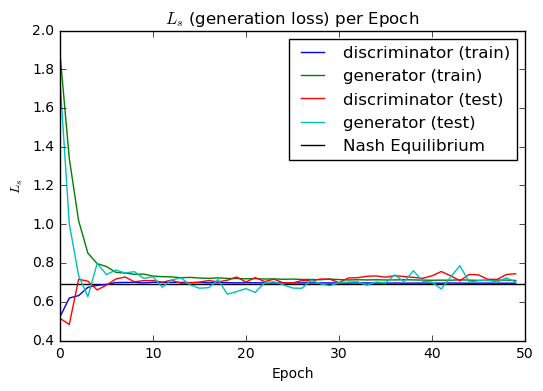 L_s (generation loss) per Epoch
2.0
1.8
1.6
1.4
1.2
1.0
0.8
0.6
0.4
L_s
discriminator (train)
generator (train)
discriminator (test)
generator (test)
Nash Equilibrium
0 10 20 30 40 50
Epoch